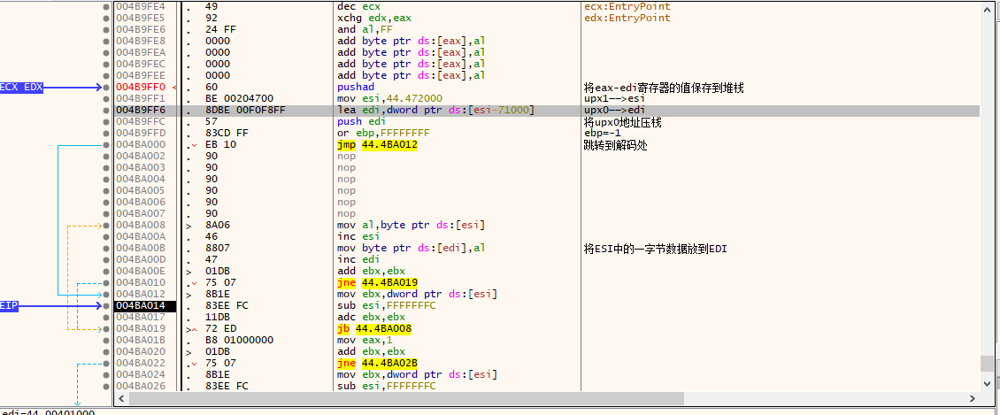 004B9FE4 . 49 dec ecx ecx:EntryPoint
004B9FE5 . 92 xchg edx,eax edx:EntryPoint
004B9FE6 . 24 FF and al,FF
004B9FE8 . 0000 add byte ptr ds:[eax],al
004B9FEA . 0000 add byte ptr ds:[eax],al
004B9FEC . 0000 add byte ptr ds:[eax],al
004B9FEE . 0000 add byte ptr ds:[eax],al
ECX EDX 004B9FF0 < . 60 pushad 将eax-edi寄存器的值保存到堆栈
004B9FF1 . BE 00204700 mov esi,44.472000 upx1-->esi
004B9FF6 . 8DBE 00F0F8FF lea edi,dword ptr ds:[esi-71000] upx0-->edi
004B9FFC . 57 push edi 将upx0地址压栈
004B9FFD . 83CD FF or ebp,FFFFFFFF ebp=-1
004BA000 . EB 10 jmp 44.4BA012 跳转到解码处
004BA002 . 90 nop
004BA003 . 90 nop
004BA004 . 90 nop
004BA005 . 90 nop
004BA006 . 90 nop
004BA007 . 90 nop
004BA008 > 8A06 mov al,byte ptr ds:[esi]
004BA00A . 46 inc esi
004BA00B . 8807 mov byte ptr ds:[edi],al 将ESI中的一字节数据放到EDI
004BA00D . 47 inc edi
004BA00E > 01DB add ebx,ebx
004BA010 . 75 07 jne 44.4BA019
004BA012 > 8B1E mov ebx,dword ptr ds:[esi]
EIP 004BA014 . 83EE FC sub esi,FFFFFFFC
004BA017 . 11DB adc ebx,ebx
004BA019 > 72 ED jb 44.4BA008
004BA01B . B8 01000000 mov eax,1
004BA020 > 01DB add ebx,ebx
004BA022 . 75 07 jne 44.4BA02B
004BA024 . 8B1E mov ebx,dword ptr ds:[esi]
004BA026 . 83EE FC sub esi,FFFFFFFC
edi=44.00401000